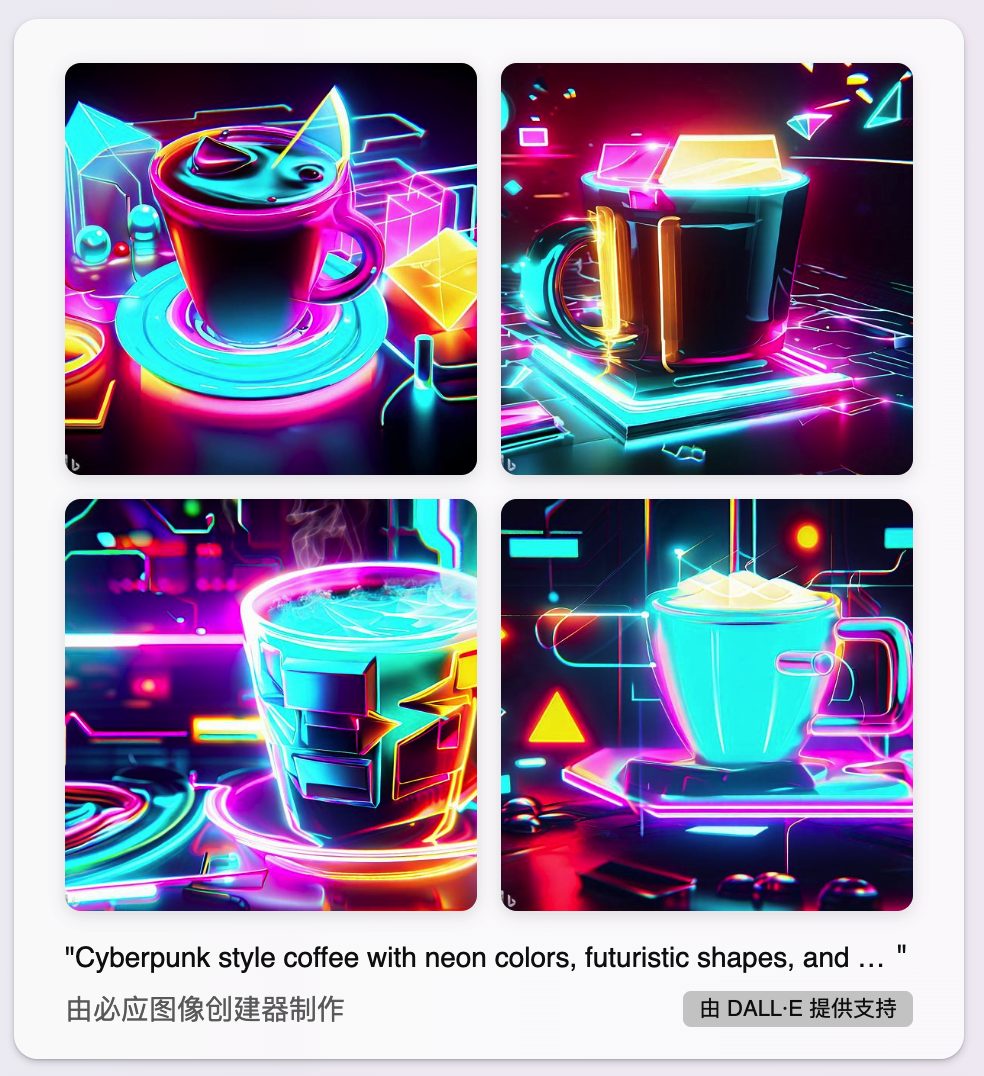 "Cyberpunk style coffee with neon colors, futuristic shapes, and … "
由必应图像创建器制作
由 DALL·E 提供支持